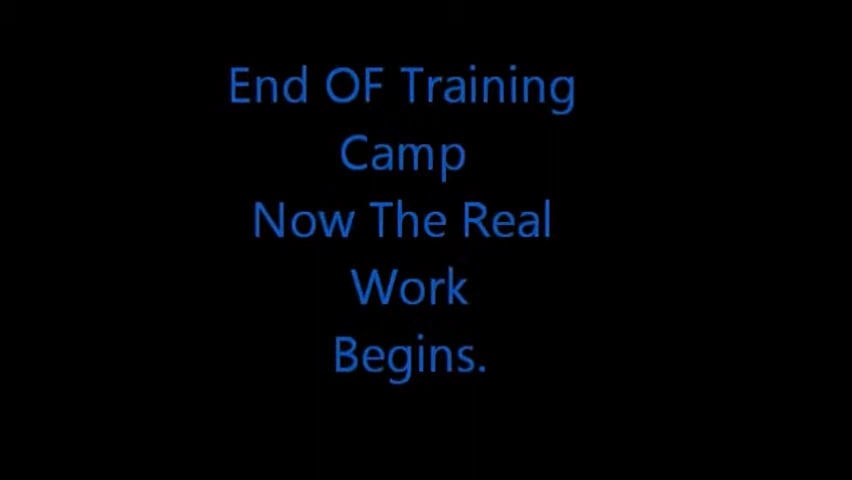 End OF Training
Camp
Now The Real
Work
Begins.